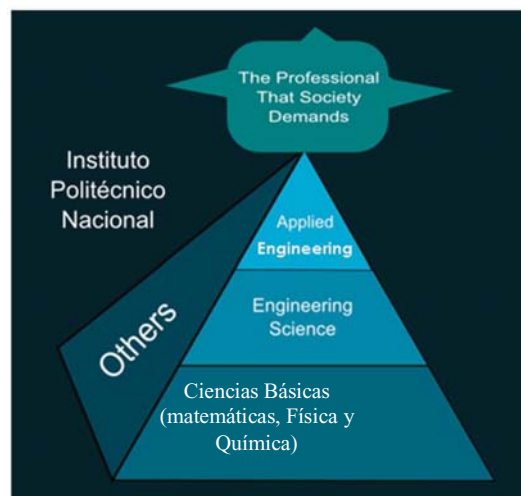 The Professional
That Society
Demands
Instituto
Politécnico
Nacional
Applied
Engineering
Engineering
Science
Others
Ciencias Básicas
(matemáticas, Física y
Química)